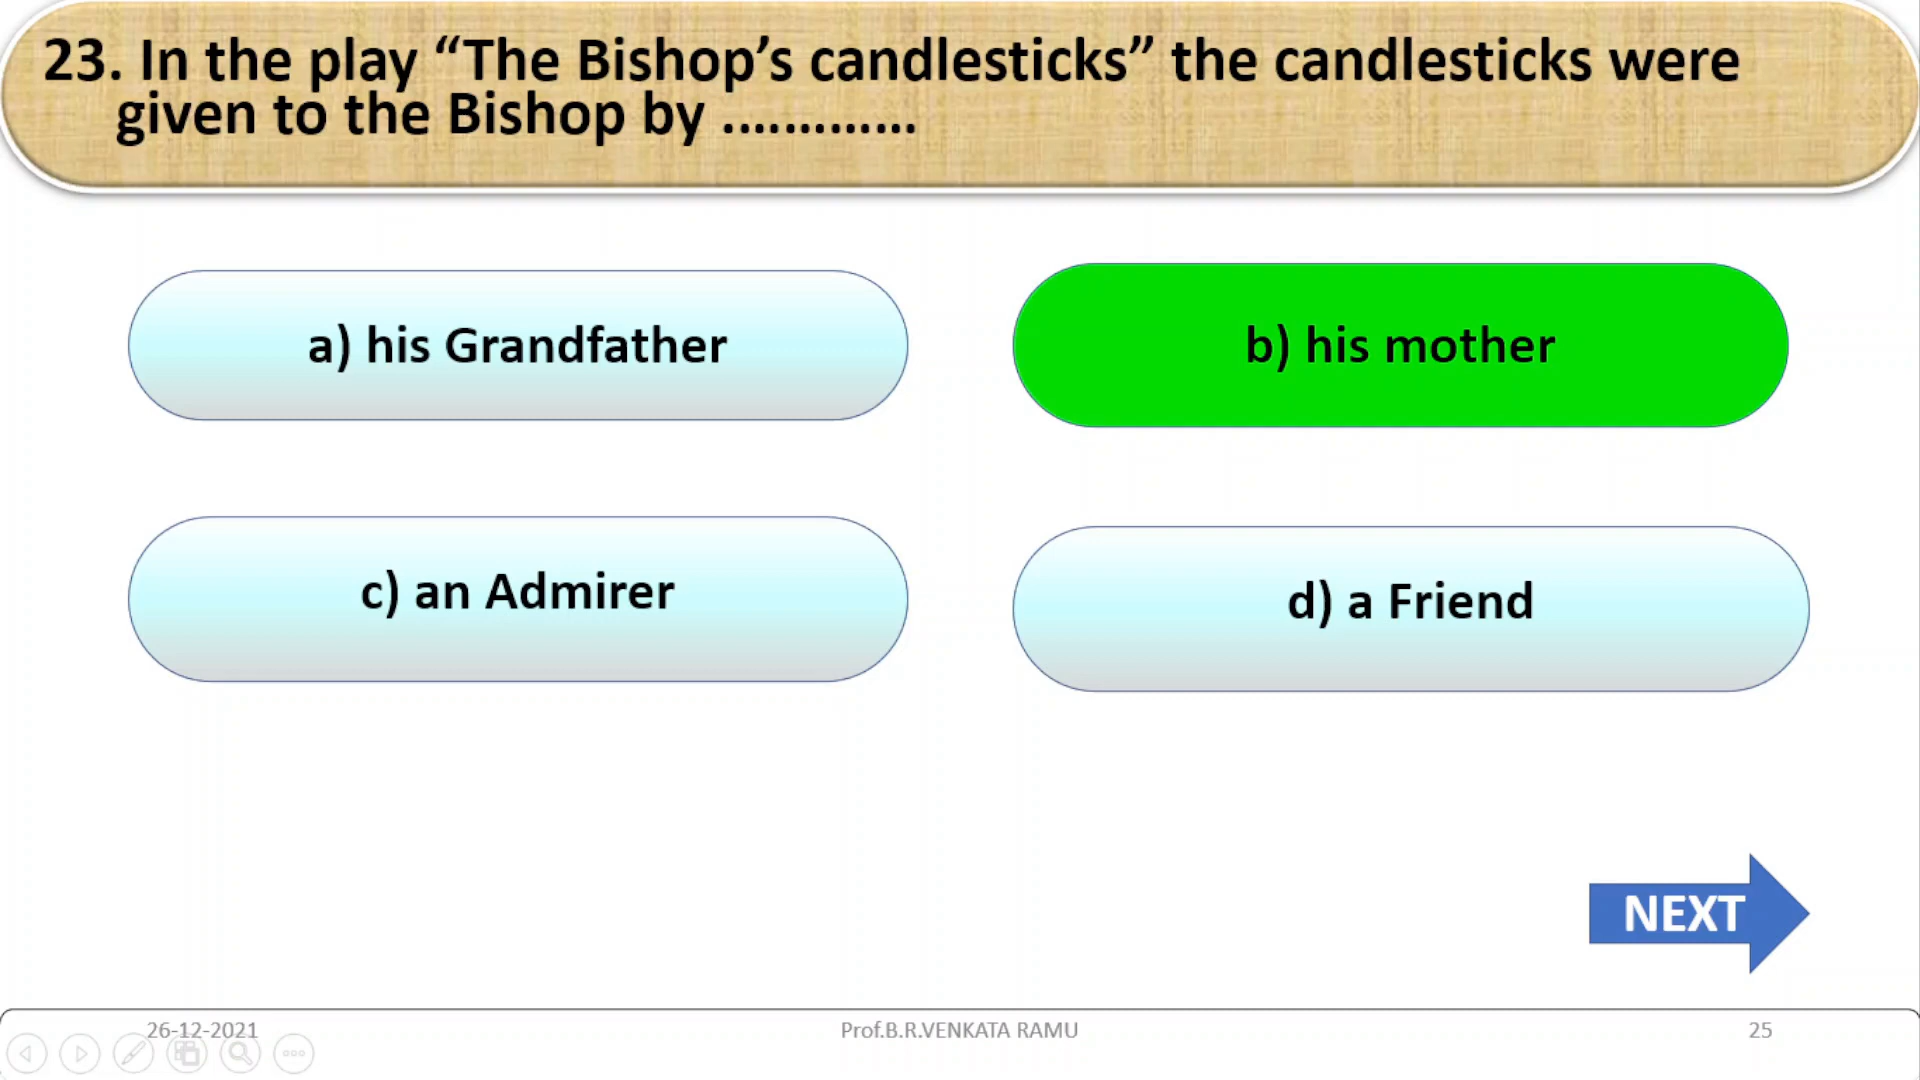 23. In the play “The Bishop’s candlesticks” the candlesticks were
given to the Bishop by .............
a) his Grandfather
b) his mother
c) an Admirer
d) a Friend
NEXT
26-12-2021
Prof.B.R.VENKATA RAMU
25